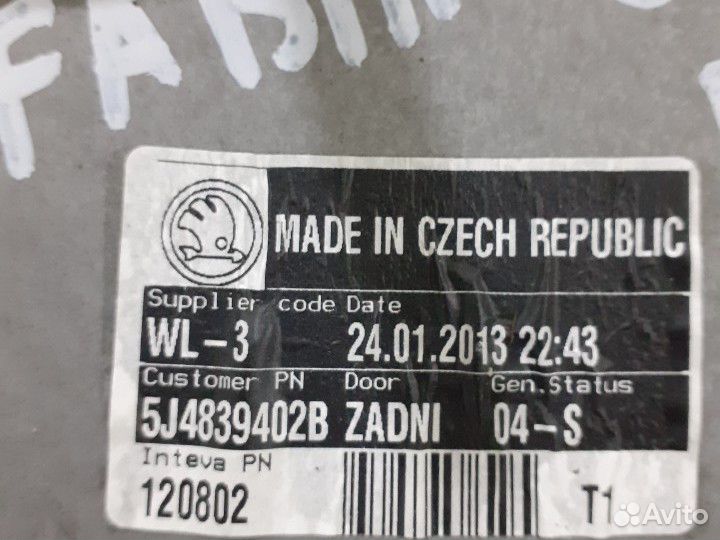 FABIA
MADE IN CZECH REPUBLIC
Supplier code Date
WL-3 24.01.2013 22:43
Customer PN Door Gen.Status
5J4839402B ZADNI 04-S
Inteva PN
120802 T1
Avito